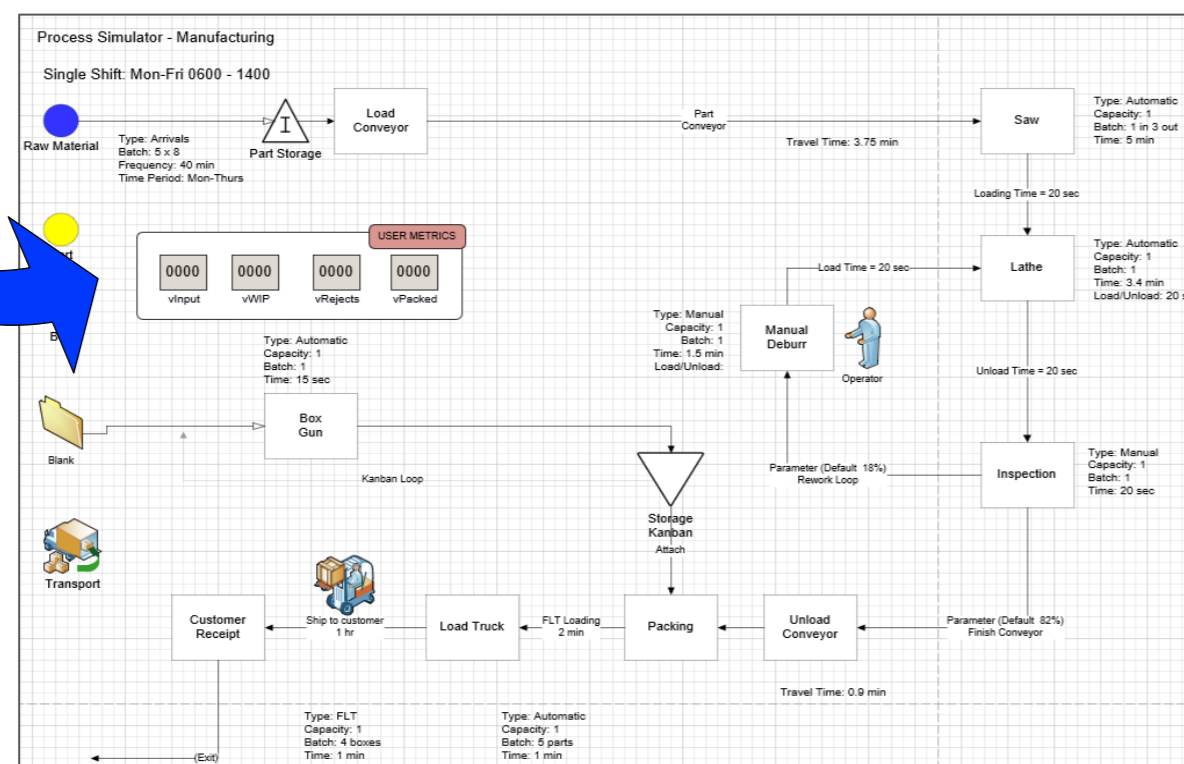 Process Simulator - Manufacturing
Single Shift: Mon-Fri 0600 - 1400
Raw Material
Type: Arrivals
Batch: 5 x 8
Frequency: 40 min
Time Period: Mon-Thurs
I
Part Storage
Load
Conveyor
Part
Conveyor
Travel Time: 3.75 min
Saw
Type: Automatic
Capacity: 1
Batch: 1 in 3 out
Time: 5 min
Loading Time = 20 sec
USER METRICS
0000
0000
0000
0000
vInput
vWIP
vRejects
vPacked
Load Time = 20 sec
Lathe
Type: Automatic
Capacity: 1
Batch: 1
Time: 3.4 min
Load/Unload: 20 s
Type: Manual
Capacity: 1
Batch: 1
Time: 1.5 min
Load/Unload:
Manual
Deburr
Operator
Unload Time = 20 sec
Type: Automatic
Capacity: 1
Batch: 1
Time: 15 sec
Blank
Box
Gun
Kanban Loop
Storage
Kanban
Attach
Parameter (Default 18%)
Rework Loop
Inspection
Type: Manual
Capacity: 1
Batch: 1
Time: 20 sec
Transport
Customer
Receipt
Ship to customer
1 hr
Load Truck
FLT Loading
2 min
Packing
Unload
Conveyor
Parameter (Default 82%)
Finish Conveyor
Travel Time: 0.9 min
Type: FLT
Capacity: 1
Batch: 4 boxes
Time: 1 min
Type: Automatic
Capacity: 1
Batch: 5 parts
Time: 1 min
(Exit)